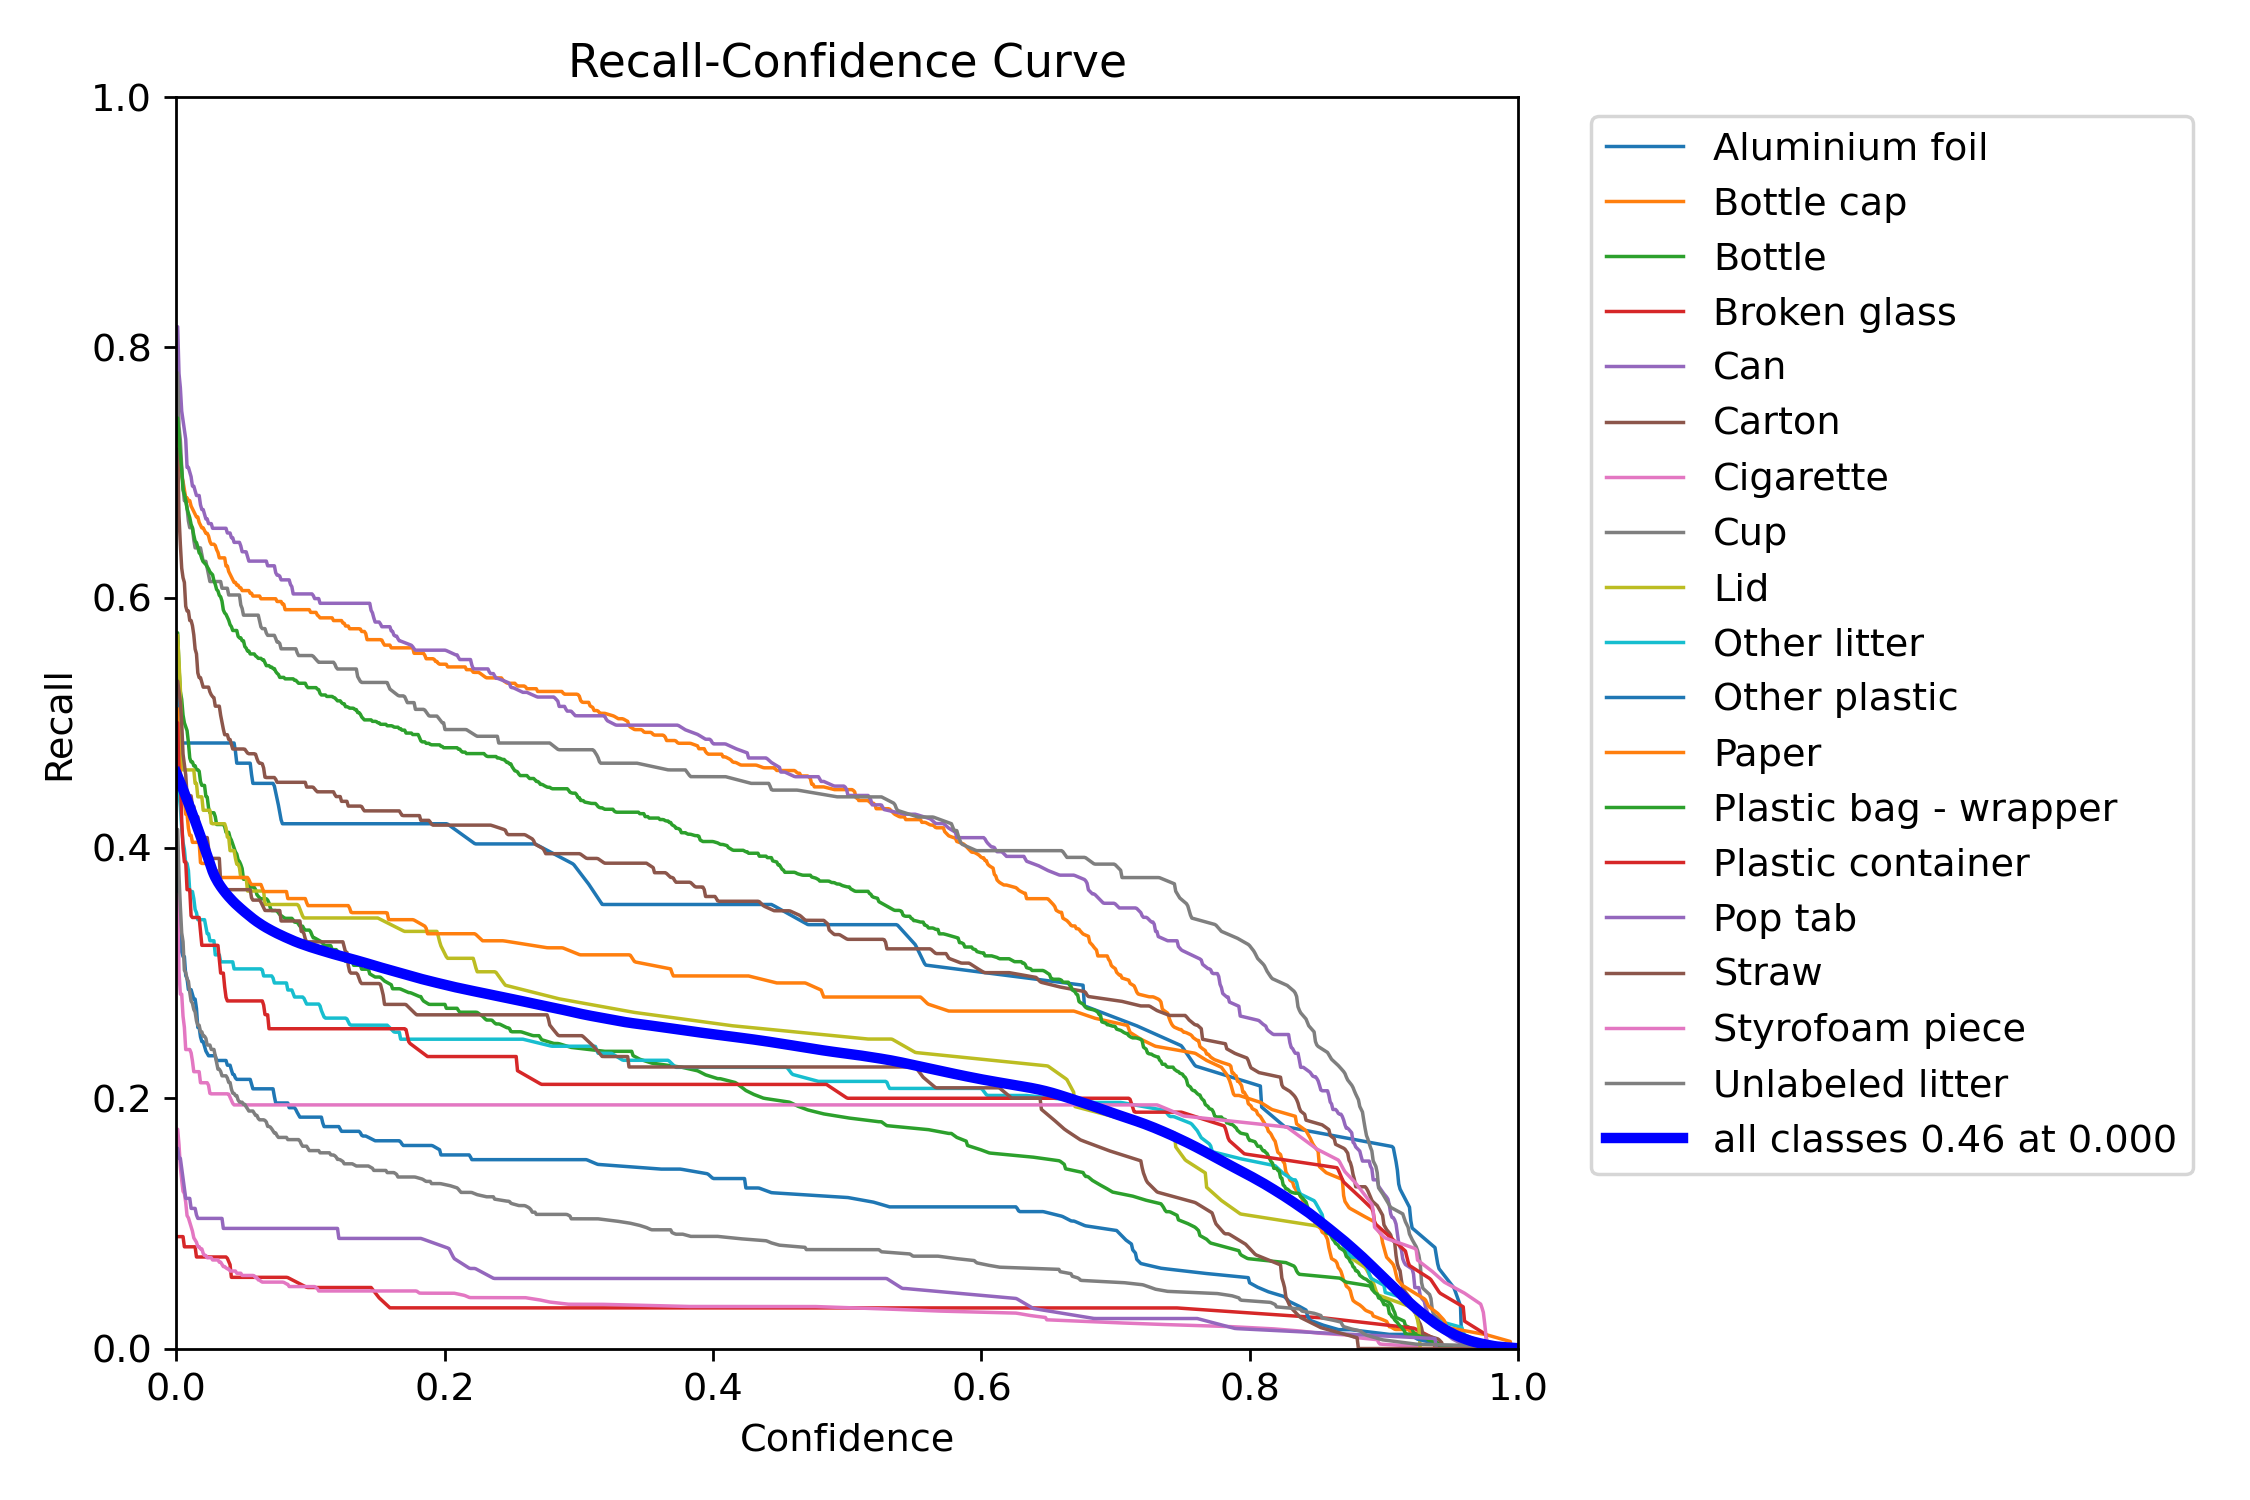 Recall-Confidence Curve
1.0
0.8
0.6
0.4
0.2
0.0
Recall
0.0 0.2 0.4 0.6 0.8 1.0
Confidence
Aluminium foil
Bottle cap
Bottle
Broken glass
Can
Carton
Cigarette
Cup
Lid
Other litter
Other plastic
Paper
Plastic bag - wrapper
Plastic container
Pop tab
Straw
Styrofoam piece
Unlabeled litter
all classes 0.46 at 0.000